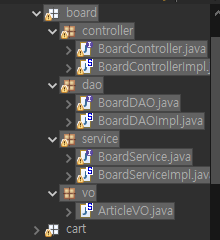 board
controller
BoardController.java
BoardControllerImpl.
dao
BoardDAO.java
BoardDAOImpl.java
service
BoardService.java
BoardServiceImpl.jav
vo
ArticleVO.java
cart